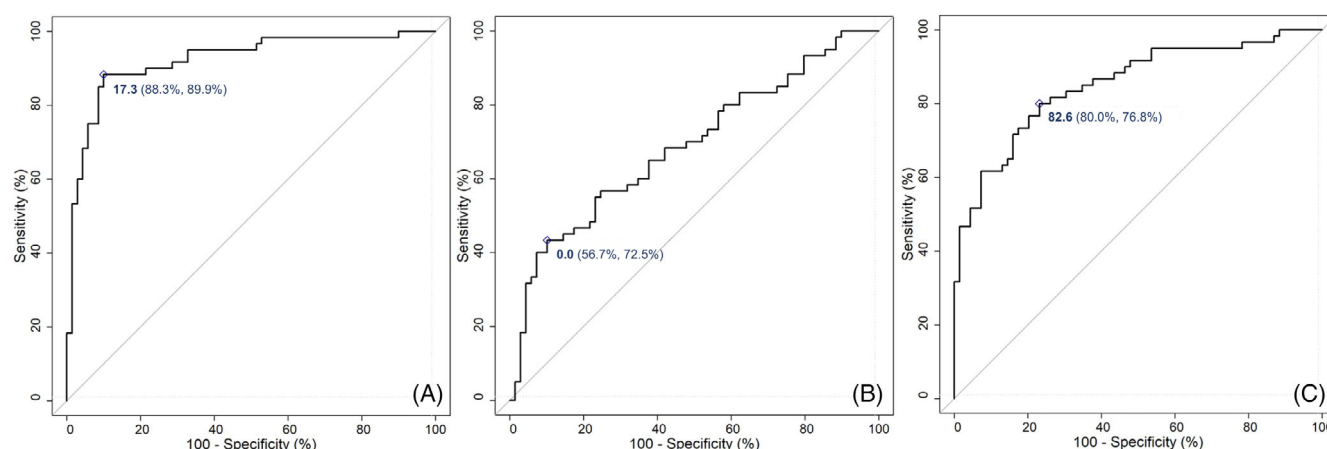 100
80
60
40
20
0
Sensitivity (%)
17.3 (88.3%, 89.9%)
(A)
0 20 40 60 80 100
100 - Specificity (%)
100
80
60
40
20
0
Sensitivity (%)
0.0 (56.7%, 72.5%)
(B)
0 20 40 60 80 100
100 - Specificity (%)
100
80
60
40
20
0
Sensitivity (%)
82.6 (80.0%, 76.8%)
(C)
0 20 40 60 80 100
100 - Specificity (%)